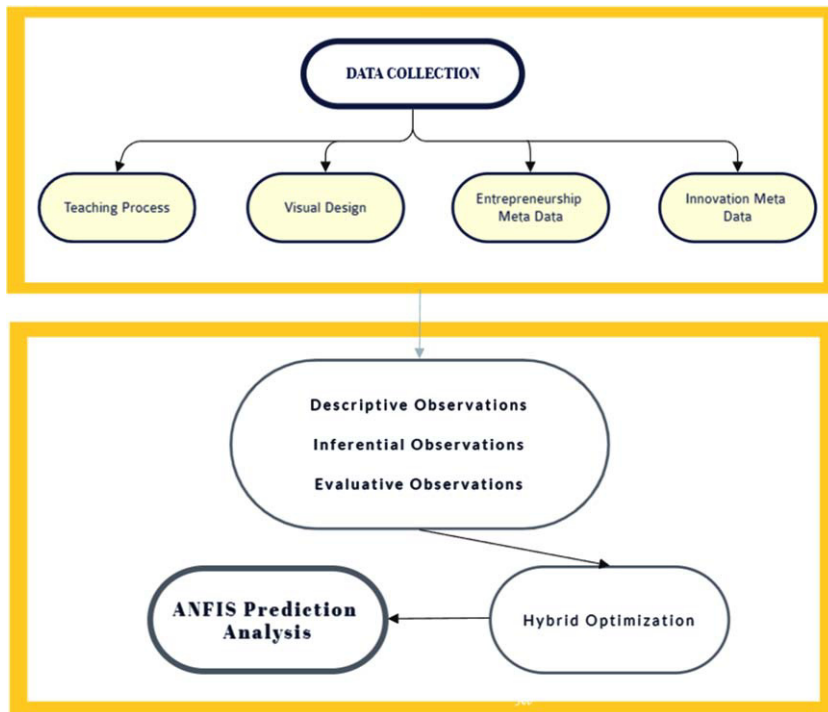 DATA COLLECTION
Teaching Process
Visual Design
Entrepreneurship
Meta Data
Innovation Meta
Data
Descriptive Observations
Inferential Observations
Evaluative Observations
ANFIS Prediction
Analysis
Hybrid Optimization